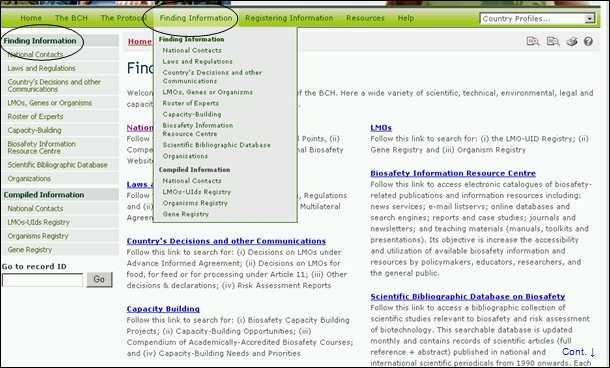 Home The BCH The Protocol Finding Information Registering Information Resources Help Country Profiles...
Finding Information
National Contacts
Laws and Regulations
Country's Decisions and other
Communications
LMOs, Genes or Organisms
Roster of Experts
Capacity-Building
Biosafety Information
Resource Centre
Scientific Bibliographic Database
Organizations
Compiled Information
National Contacts
LMOs-UIds Registry
Organisms Registry
Gene Registry
Go to record ID
Go
Finding Information
National Contacts
Laws and Regulations
Country's Decisions and other
Communications
LMOs, Genes or Organisms
Roster of Experts
Capacity-Building
Biosafety Information
Resource Centre
Scientific Bibliographic Database
Organizations
Compiled Information
National Contacts
LMOs-UIds Registry
Organisms Registry
Gene Registry
Home
Find
Welcom of the BCH. Here a wide variety of scientific, technical, environmental, legal and
capacit
Nation
Follow Points, (ii)
Compe onal Biosafety
Website
Laws a
Follow , Regulations
and (ii) Multilateral
Agreem
Country's Decisions and other Communications
Follow this link to search for: (i) Decisions on LMOs under
Advance Informed Agreement; (ii) Decisions on LMOs for
food, for feed or for processing under Article 11; (iii) Other
decisions & declarations; (iv) Risk Assessment Reports
Capacity Building
Follow this link to search for: (i) Biosafety Capacity Building
Projects; (ii) Capacity-Building Opportunities; (iii)
Compendium of Academically-Accredited Biosafety Courses;
and (iv) Capacity-Building Needs and Priorities
LMOs
Follow this link to search for: (i) the LMO-UID Registry; (ii)
Gene Registry and (iii) Organism Registry
Biosafety Information Resource Centre
Follow this link to access electronic catalogues of biosafety-
related publications and information resources including:
news services; e-mail listservers; online databases and
search engines; reports and case studies; journals and
newsletters; and teaching materials (manuals, toolkits and
presentations). Its objective is increase the accessibility
and utilization of available biosafety information and
resources by policymakers, educators, researchers, and
the general public.
Scientific Bibliographic Database on Biosafety
Follow this link to access a bibliographic collection of
scientific studies relevant to biosafety and risk assessment
of biotechnology. This searchable database is updated
monthly and contains records of scientific articles (full
reference + abstract) published in national and
international scientific periodicals from 1990 onwards. Each
Cont. ↓